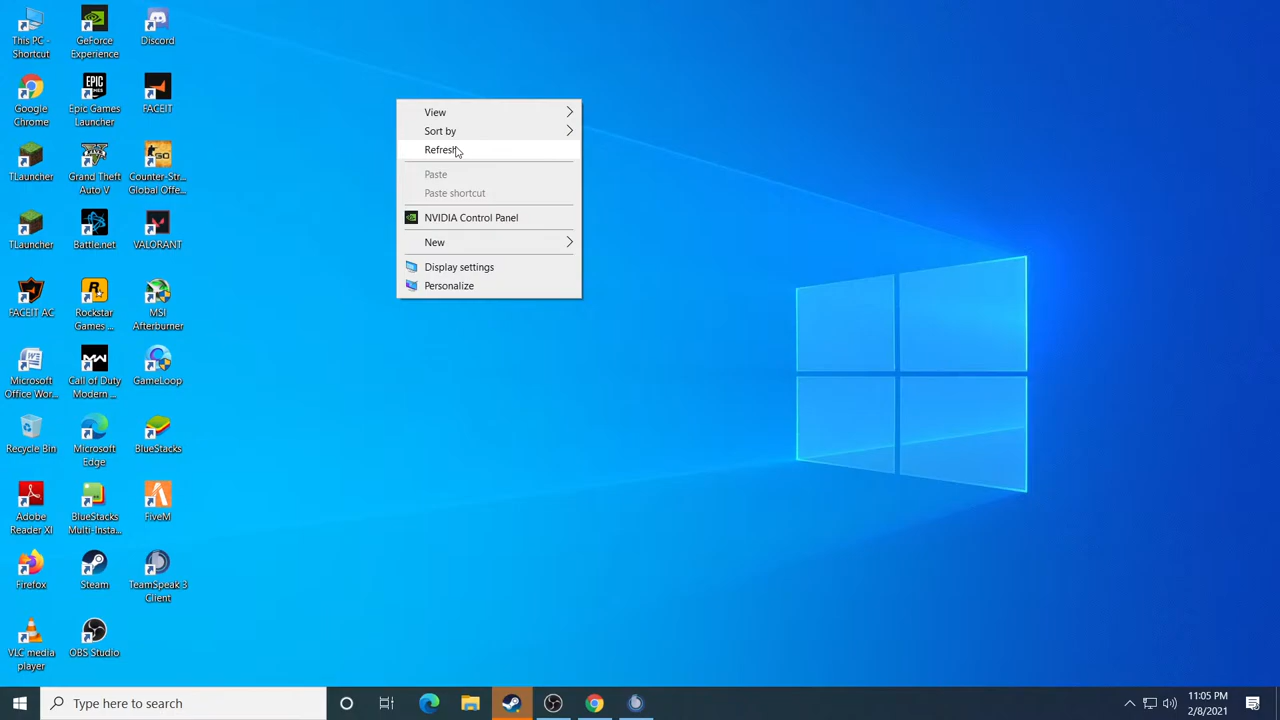 This PC -
Shortcut
GeForce
Experience
Discord
Google
Chrome
Epic Games
Launcher
FACEIT
TLauncher
Grand Theft
Auto V
Counter-Str...
Global Offe...
TLauncher
Battle.net
VALORANT
FACEIT AC
Rockstar
Games ...
MSI
Afterburner
Microsoft
Office Wor...
Call of Duty
Modern ...
GameLoop
Recycle Bin
Microsoft
Edge
BlueStacks
Adobe
Reader XI
BlueStacks
Multi-Insta...
FiveM
Firefox
Steam
TeamSpeak 3
Client
VLC media
player
OBS Studio
View
Sort by
Refresh
Paste
Paste shortcut
NVIDIA Control Panel
New
Display settings
Personalize
Type here to search
11:05 PM
2/8/2021